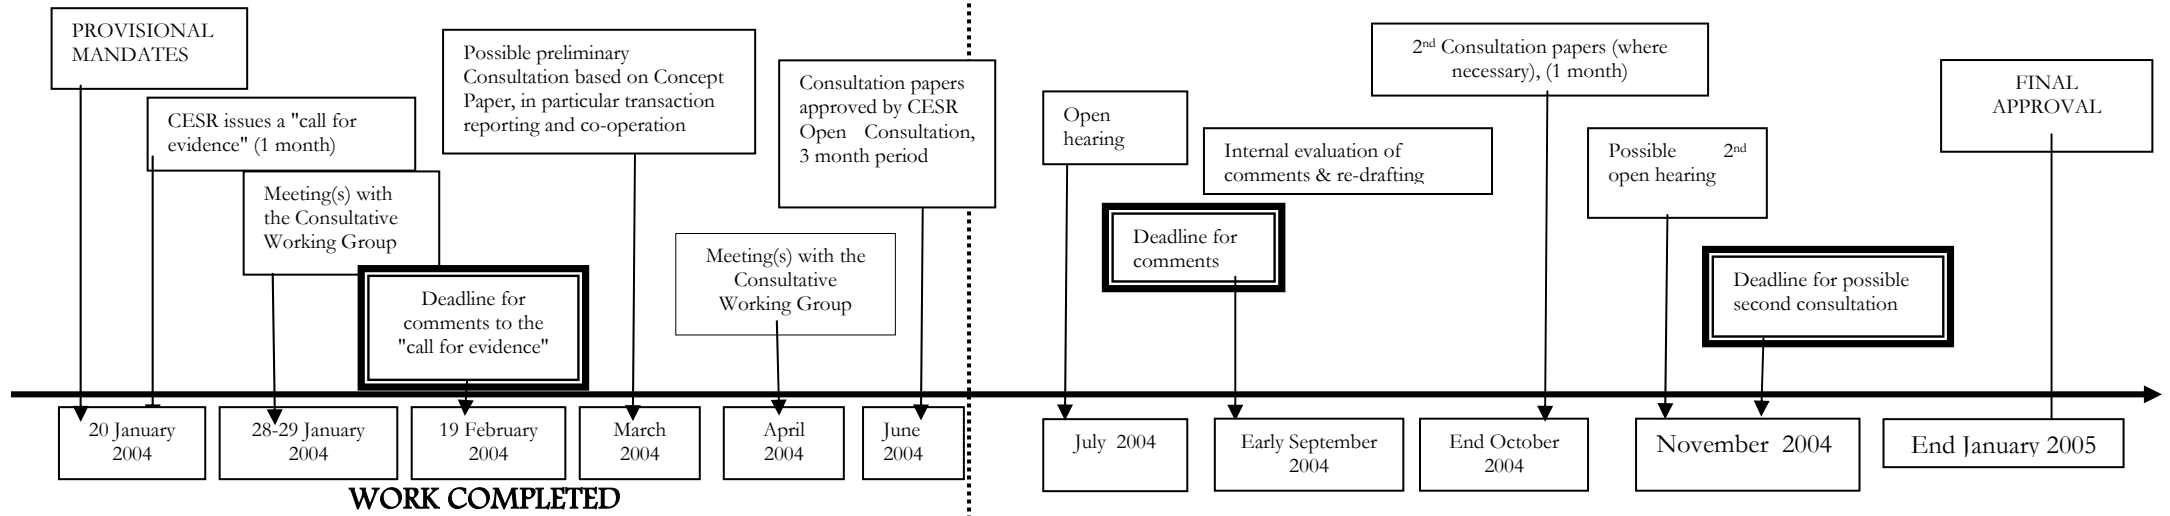 PROVISIONAL
MANDATES
CESR issues a "call for
evidence" (1 month)
Meeting(s) with
the Consultative
Working Group
Deadline for
comments to the
"call for evidence"
Possible preliminary
Consultation based on Concept
Paper, in particular transaction
reporting and co-operation
Meeting(s) with the
Consultative
Working Group
Consultation papers
approved by CESR
Open Consultation,
3 month period
Open
hearing
Deadline for
comments
Internal evaluation of
comments & re-drafting
2nd Consultation papers (where
necessary), (1 month)
Possible 2nd
open hearing
Deadline for possible
second consultation
FINAL
APPROVAL
20 January
2004
28-29 January
2004
19 February
2004
March
2004
April
2004
June
2004
July 2004
Early September
2004
End October
2004
November 2004
End January 2005
WORK COMPLETED